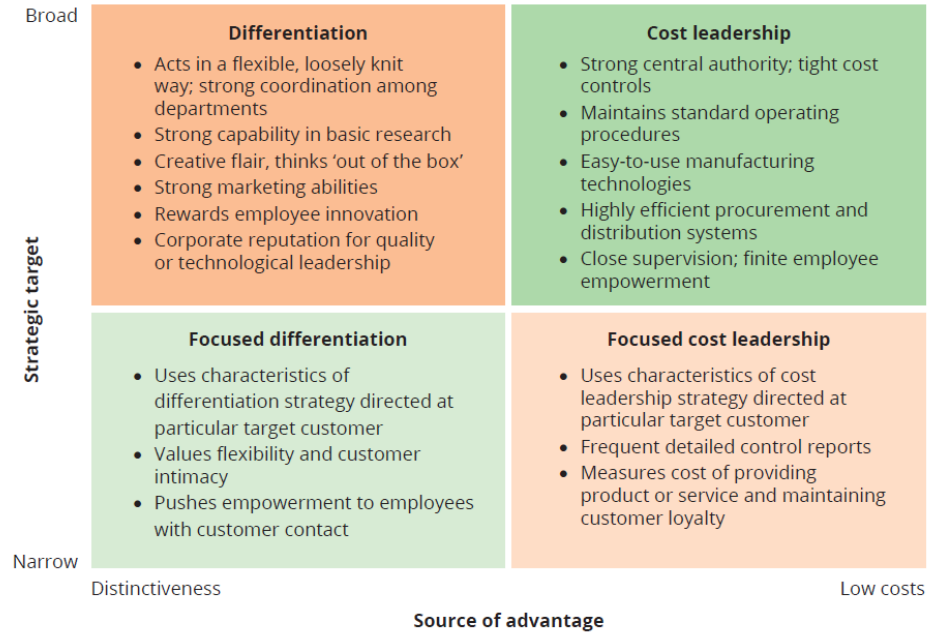 Broad
Differentiation
• Acts in a flexible, loosely knit
way; strong coordination among
departments
• Strong capability in basic research
• Creative flair, thinks ‘out of the box’
• Strong marketing abilities
• Rewards employee innovation
• Corporate reputation for quality
or technological leadership
Cost leadership
• Strong central authority; tight cost
controls
• Maintains standard operating
procedures
• Easy-to-use manufacturing
technologies
• Highly efficient procurement and
distribution systems
• Close supervision; finite employee
empowerment
Strategic target
Focused differentiation
• Uses characteristics of
differentiation strategy directed at
particular target customer
• Values flexibility and customer
intimacy
• Pushes empowerment to employees
with customer contact
Focused cost leadership
• Uses characteristics of cost
leadership strategy directed at
particular target customer
• Frequent detailed control reports
• Measures cost of providing
product or service and maintaining
customer loyalty
Narrow
Distinctiveness
Low costs
Source of advantage